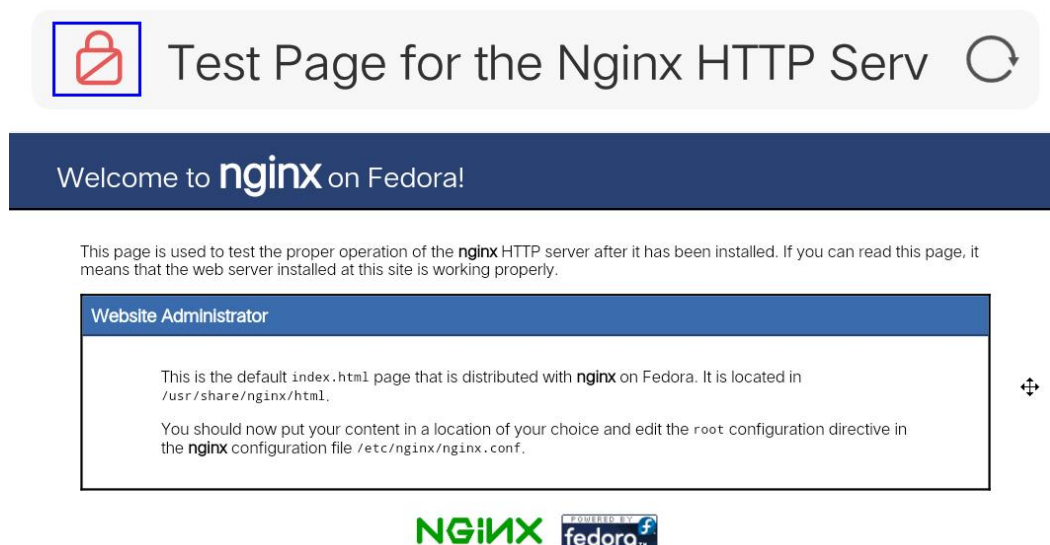 Test Page for the Nginx HTTP Serv
Welcome to nginx on Fedora!
This page is used to test the proper operation of the nginx HTTP server after it has been installed. If you can read this page, it
means that the web server installed at this site is working properly.
Website Administrator
This is the default index.html page that is distributed with nginx on Fedora. It is located in
/usr/share/nginx/html.
You should now put your content in a location of your choice and edit the root configuration directive in
the nginx configuration file /etc/nginx/nginx.conf.
NGINX
POWERED BY
fedora™